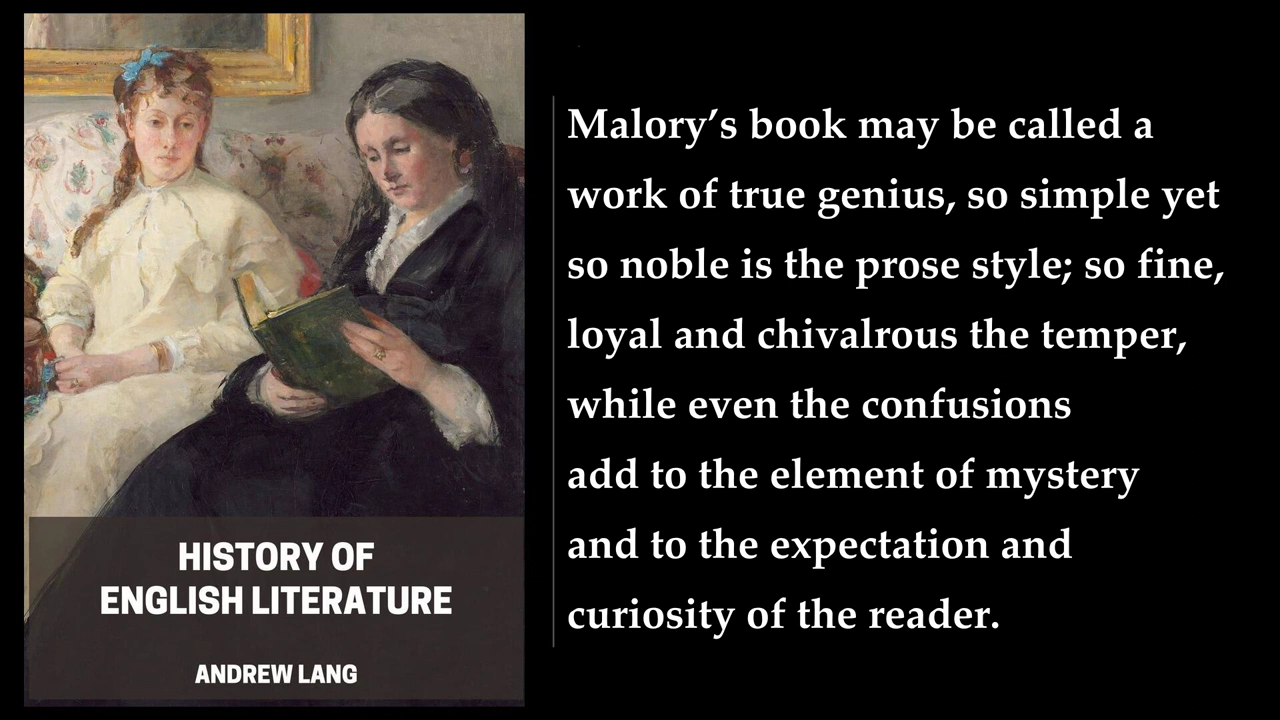 HISTORY OF
ENGLISH LITERATURE
ANDREW LANG
Malory’s book may be called a
work of true genius, so simple yet
so noble is the prose style; so fine,
loyal and chivalrous the temper,
while even the confusions
add to the element of mystery
and to the expectation and
curiosity of the reader.